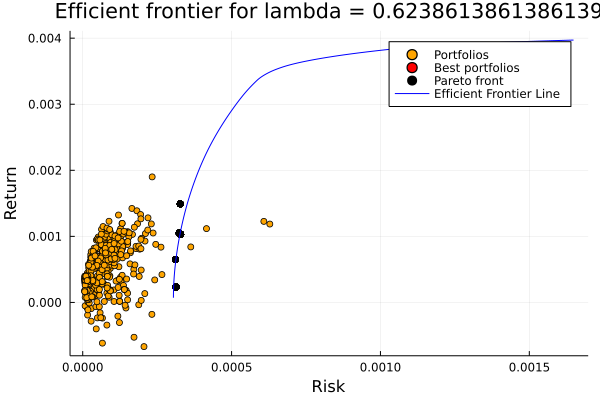 Efficient frontier for lambda = 0.6238613861386139
0.004
0.003
0.002
0.001
0.000
Return
Portfolios
Best portfolios
Pareto front
Efficient Frontier Line
0.0000
0.0005
0.0010
0.0015
Risk